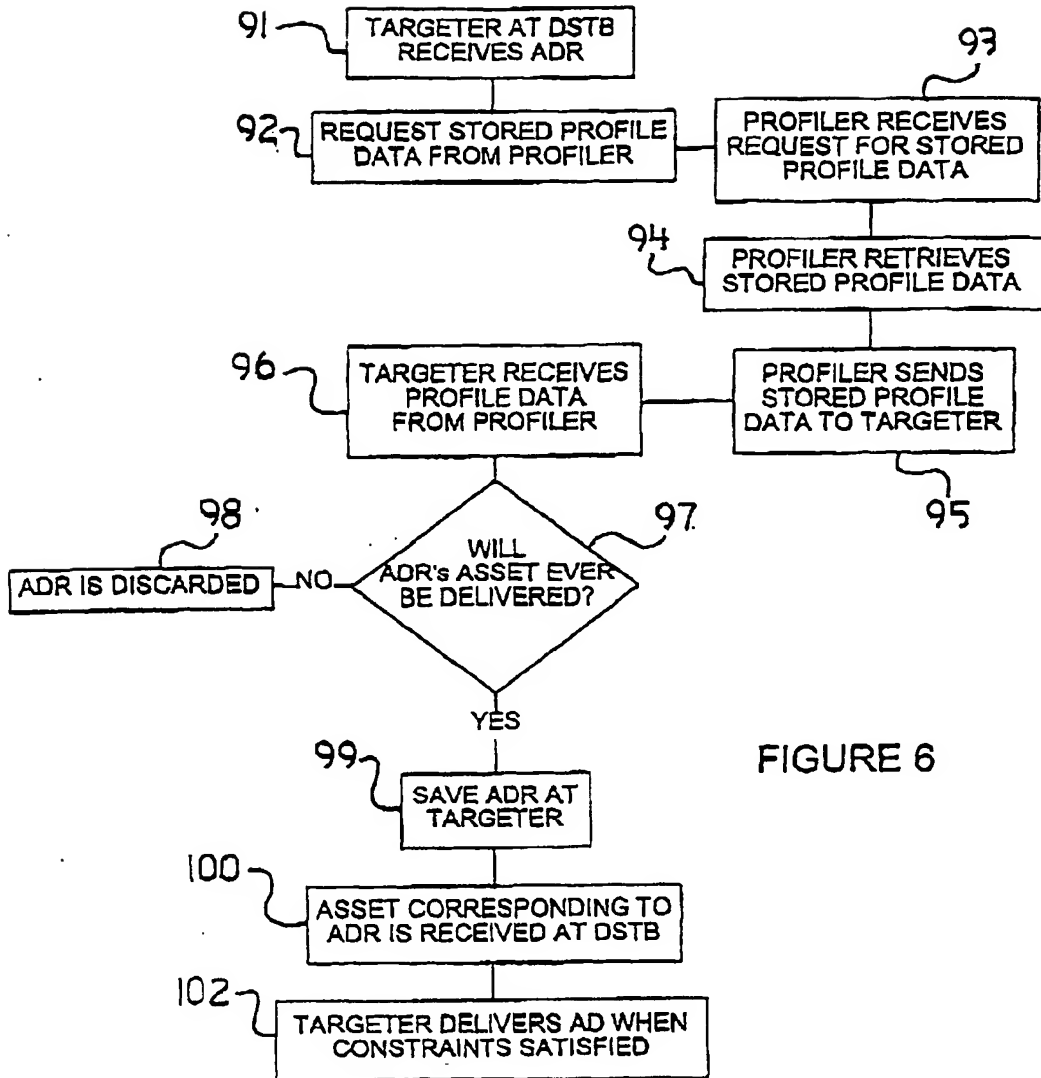 91
TARGETER AT DSTB
RECEIVES ADR
92
REQUEST STORED PROFILE
DATA FROM PROFILER
93
PROFILER RECEIVES
REQUEST FOR STORED
PROFILE DATA
94
PROFILER RETRIEVES
STORED PROFILE DATA
95
PROFILER SENDS
STORED PROFILE
DATA TO TARGETER
96
TARGETER RECEIVES
PROFILE DATA
FROM PROFILER
97
WILL
ADR's ASSET EVER
BE DELIVERED?
98
ADR IS DISCARDED
NO
YES
99
SAVE ADR AT
TARGETER
FIGURE 6
100
ASSET CORRESPONDING TO
ADR IS RECEIVED AT DSTB
102
TARGETER DELIVERS AD WHEN
CONSTRAINTS SATISFIED